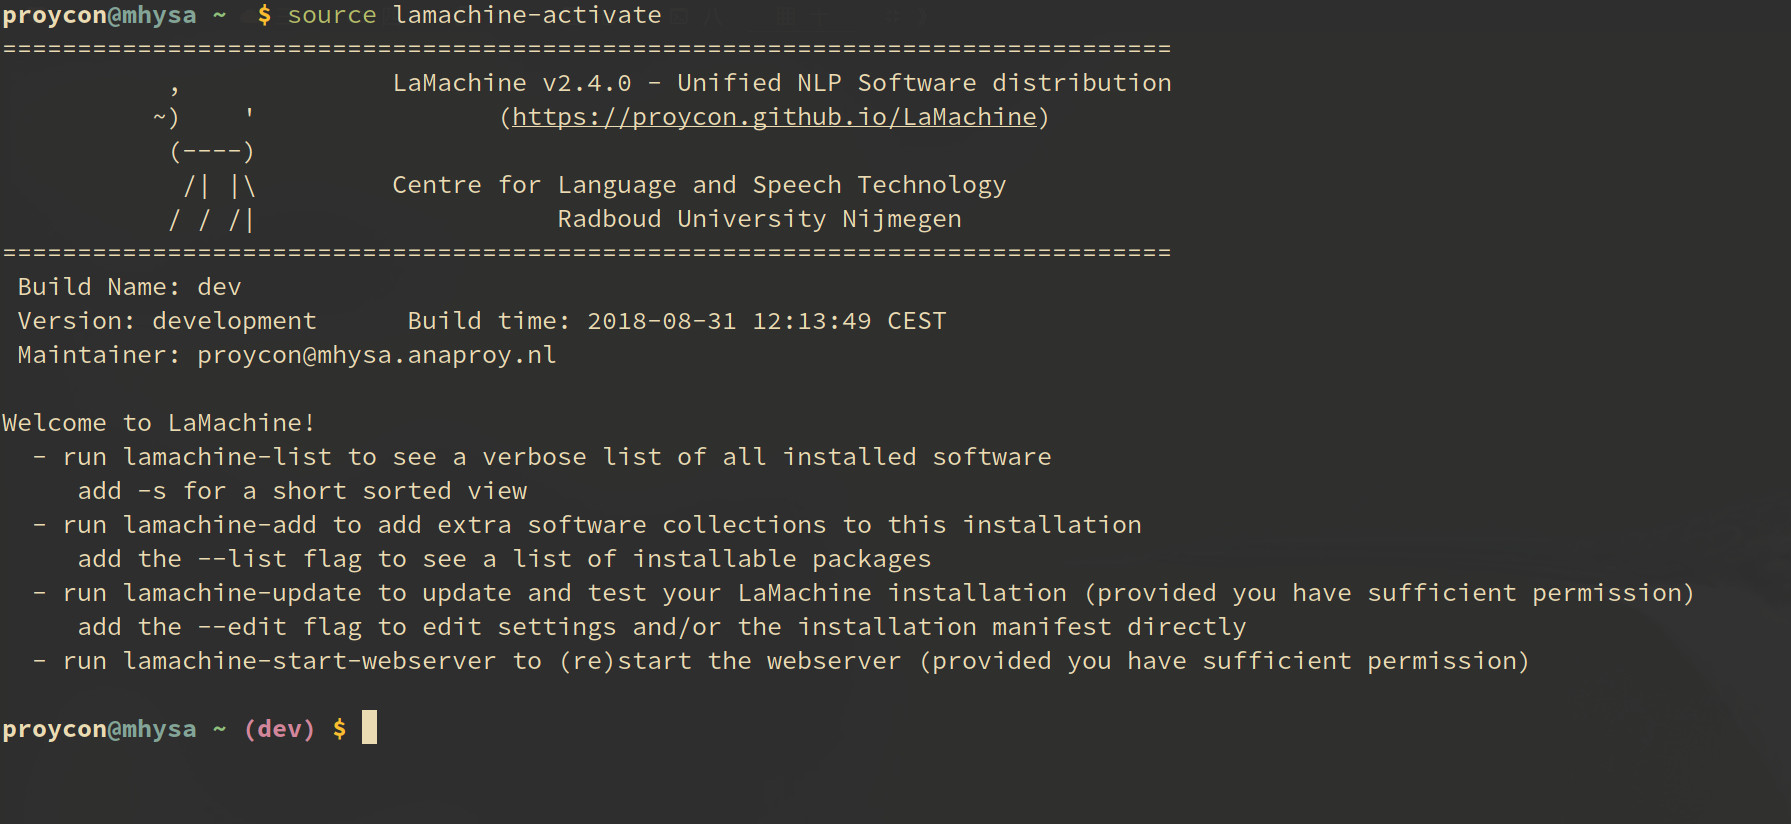 proycon@mhysa ~  $ source lamachine-activate
==============================================================================
           ,              LaMachine v2.4.0 - Unified NLP Software distribution
          ~)    '                (https://proycon.github.io/LaMachine)
           (----)
            /| |\         Centre for Language and Speech Technology
           / / /|                    Radboud University Nijmegen
==============================================================================
 Build Name: dev
 Version: development      Build time: 2018-08-31 12:13:49 CEST
 Maintainer: proycon@mhysa.anaproy.nl

Welcome to LaMachine!
  - run lamachine-list to see a verbose list of all installed software
     add -s for a short sorted view
  - run lamachine-add to add extra software collections to this installation
     add the --list flag to see a list of installable packages
  - run lamachine-update to update and test your LaMachine installation (provided you have sufficient permission)
     add the --edit flag to edit settings and/or the installation manifest directly
  - run lamachine-start-webserver to (re)start the webserver (provided you have sufficient permission)

proycon@mhysa ~ (dev) $